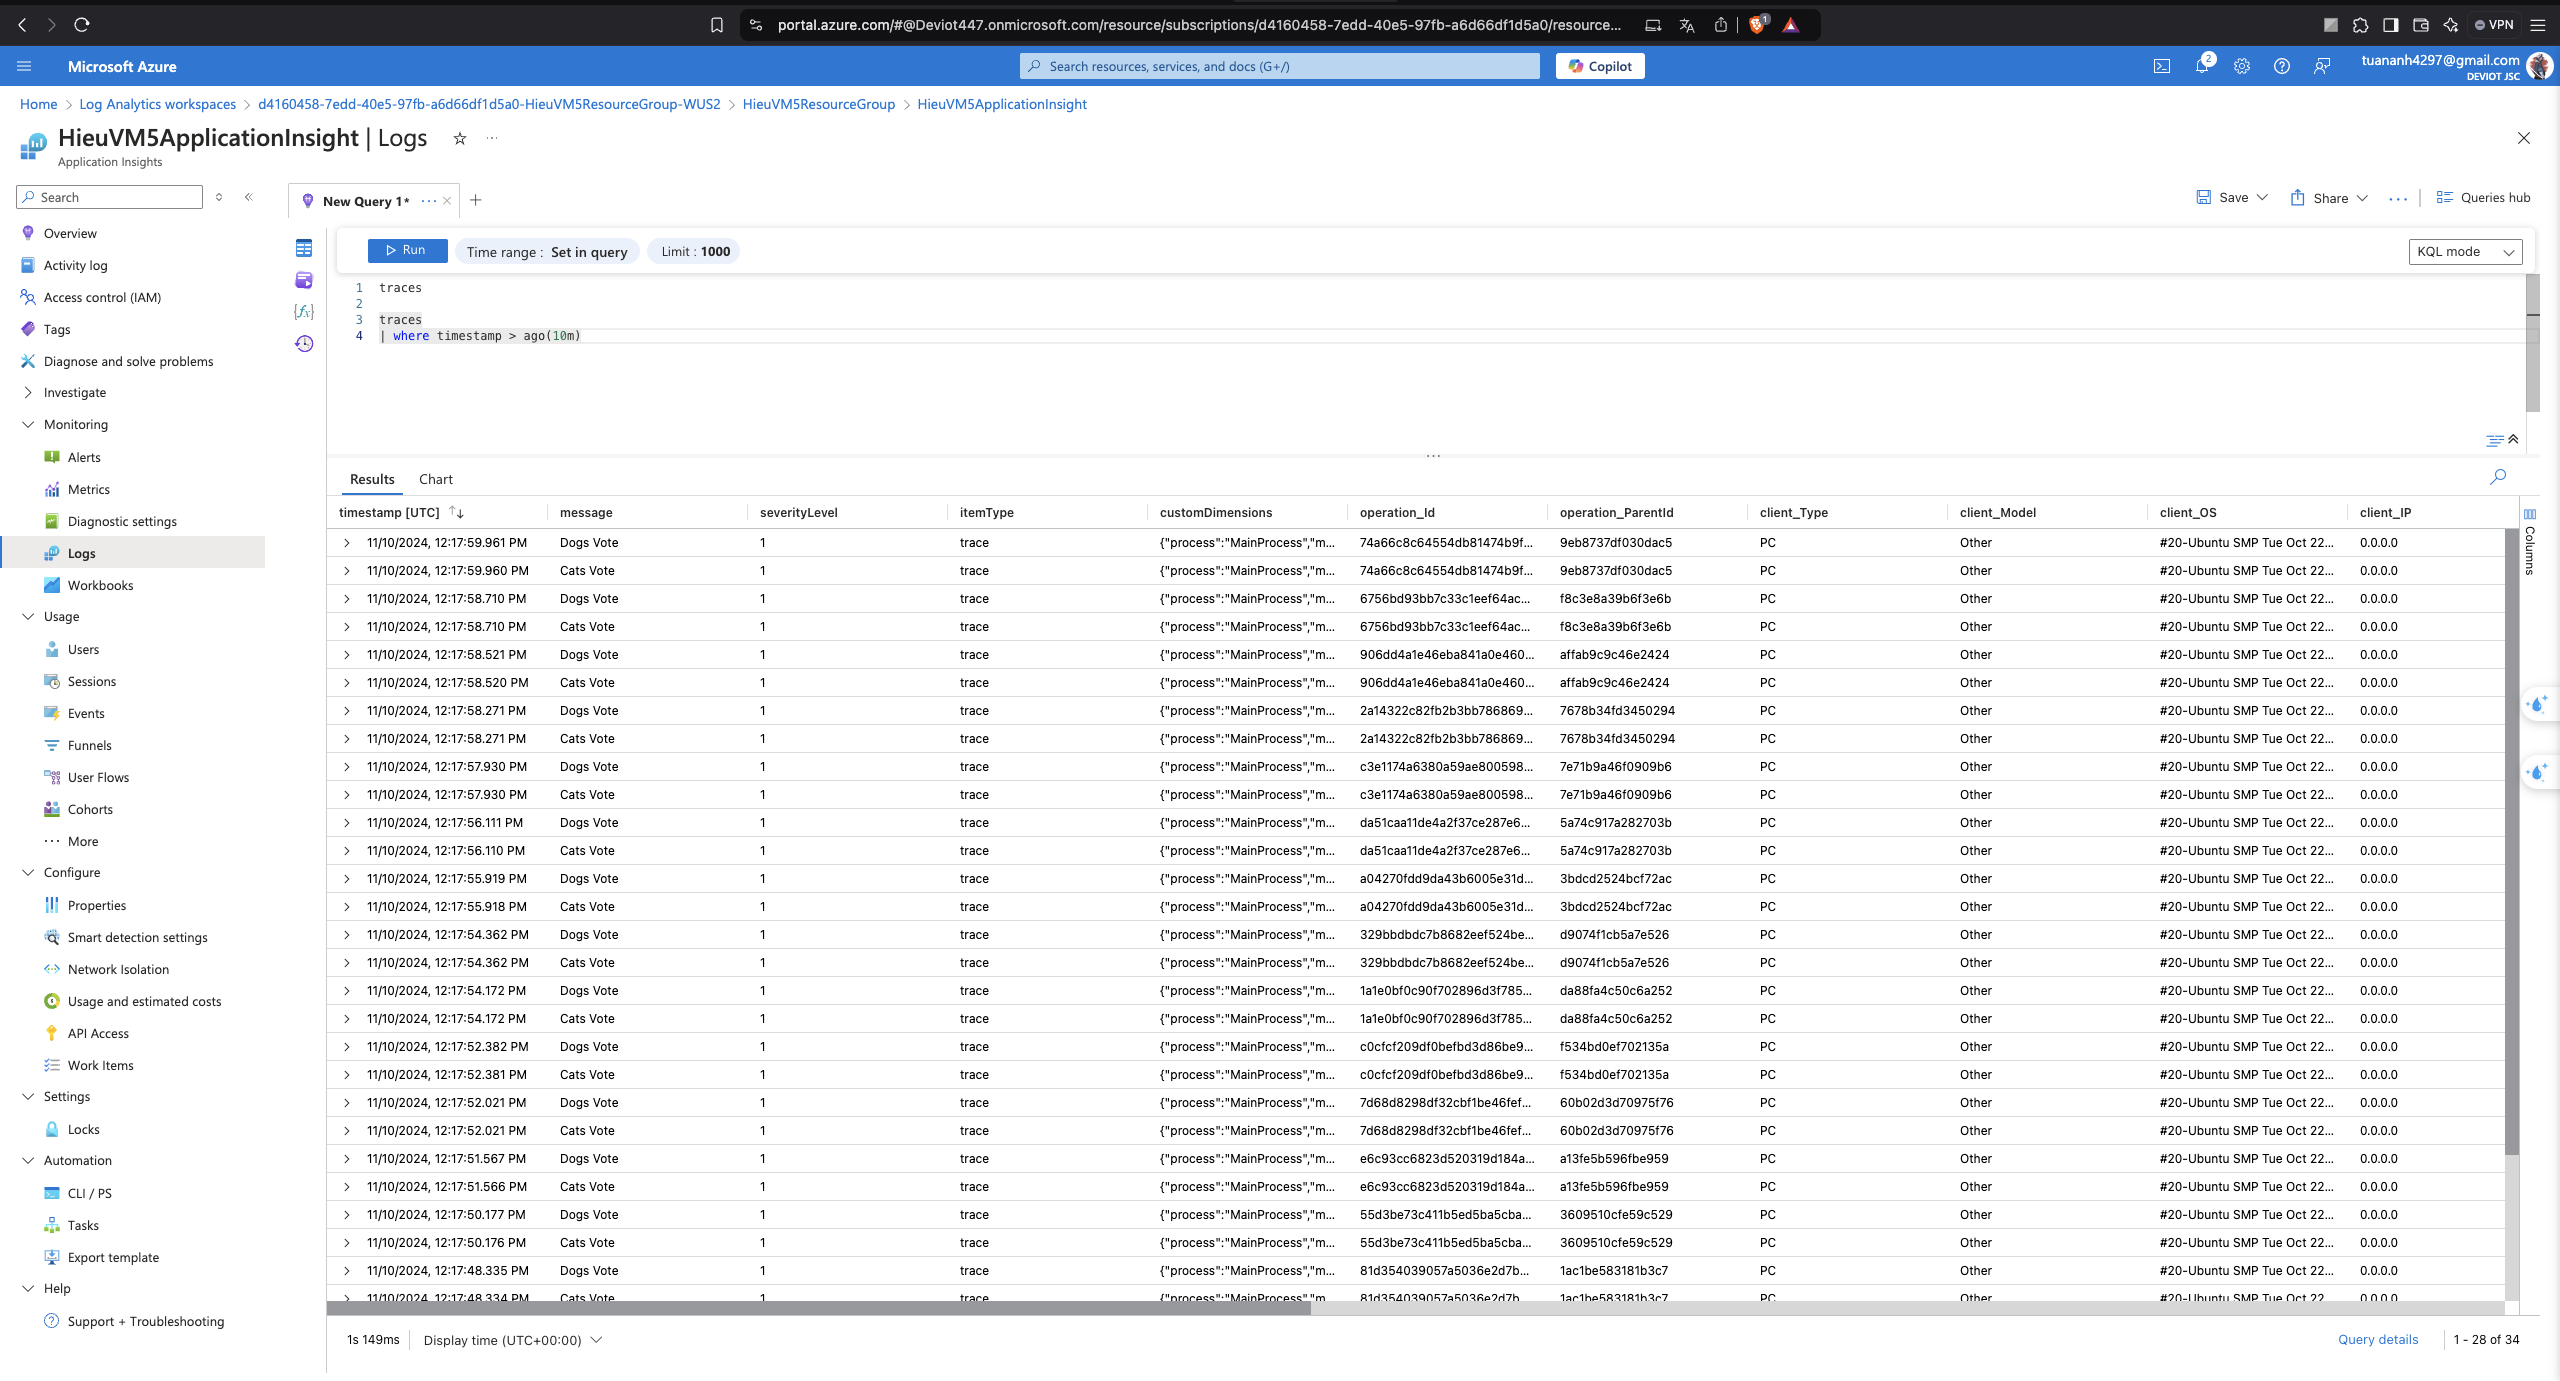 portal.azure.com/#@Deviot447.onmicrosoft.com/resource/subscriptions/d4160458-7edd-40e5-97fb-a6d66df1d5a0/resource...
1
VPN
Microsoft Azure
Search resources, services, and docs (G+/)
Copilot
2
tuananh4297@gmail.com
DEVIOT JSC
Home > Log Analytics workspaces > d4160458-7edd-40e5-97fb-a6d66df1d5a0-HieuVM5ResourceGroup-WUS2 > HieuVM5ResourceGroup > HieuVM5ApplicationInsight
HieuVM5ApplicationInsight | Logs
Application Insights
Search
Overview
Activity log
Access control (IAM)
Tags
Diagnose and solve problems
Investigate
Monitoring
Alerts
Metrics
Diagnostic settings
Logs
Workbooks
Usage
Users
Sessions
Events
Funnels
User Flows
Cohorts
More
Configure
Properties
Smart detection settings
Network Isolation
Usage and estimated costs
API Access
Work Items
Settings
Locks
Automation
CLI / PS
Tasks
Export template
Help
Support + Troubleshooting
New Query 1*
Save
Share
Queries hub
Run
Time range : Set in query
Limit : 1000
KQL mode
1 traces
2
3 traces
4 | where timestamp > ago(10m)
Results Chart
timestamp [UTC] message severityLevel itemType customDimensions operation_Id operation_ParentId client_Type client_Model client_OS client_IP
Columns
11/10/2024, 12:17:59.961 PM Dogs Vote 1 trace {"process":"MainProcess","m... 74a66c8c64554db81474b9f... 9eb8737df030dac5 PC Other #20-Ubuntu SMP Tue Oct 22... 0.0.0.0
11/10/2024, 12:17:59.960 PM Cats Vote 1 trace {"process":"MainProcess","m... 74a66c8c64554db81474b9f... 9eb8737df030dac5 PC Other #20-Ubuntu SMP Tue Oct 22... 0.0.0.0
11/10/2024, 12:17:58.710 PM Dogs Vote 1 trace {"process":"MainProcess","m... 6756bd93bb7c33c1eef64ac... f8c3e8a39b6f3e6b PC Other #20-Ubuntu SMP Tue Oct 22... 0.0.0.0
11/10/2024, 12:17:58.710 PM Cats Vote 1 trace {"process":"MainProcess","m... 6756bd93bb7c33c1eef64ac... f8c3e8a39b6f3e6b PC Other #20-Ubuntu SMP Tue Oct 22... 0.0.0.0
11/10/2024, 12:17:58.521 PM Dogs Vote 1 trace {"process":"MainProcess","m... 906dd4a1e46eba841a0e460... affab9c9c46e2424 PC Other #20-Ubuntu SMP Tue Oct 22... 0.0.0.0
11/10/2024, 12:17:58.520 PM Cats Vote 1 trace {"process":"MainProcess","m... 906dd4a1e46eba841a0e460... affab9c9c46e2424 PC Other #20-Ubuntu SMP Tue Oct 22... 0.0.0.0
11/10/2024, 12:17:58.271 PM Dogs Vote 1 trace {"process":"MainProcess","m... 2a14322c82fb2b3bb786869... 7678b34fd3450294 PC Other #20-Ubuntu SMP Tue Oct 22... 0.0.0.0
11/10/2024, 12:17:58.271 PM Cats Vote 1 trace {"process":"MainProcess","m... 2a14322c82fb2b3bb786869... 7678b34fd3450294 PC Other #20-Ubuntu SMP Tue Oct 22... 0.0.0.0
11/10/2024, 12:17:57.930 PM Dogs Vote 1 trace {"process":"MainProcess","m... c3e1174a6380a59ae800598... 7e71b9a46f0909b6 PC Other #20-Ubuntu SMP Tue Oct 22... 0.0.0.0
11/10/2024, 12:17:57.930 PM Cats Vote 1 trace {"process":"MainProcess","m... c3e1174a6380a59ae800598... 7e71b9a46f0909b6 PC Other #20-Ubuntu SMP Tue Oct 22... 0.0.0.0
11/10/2024, 12:17:56.111 PM Dogs Vote 1 trace {"process":"MainProcess","m... da51caa11de4a2f37ce287e6... 5a74c917a282703b PC Other #20-Ubuntu SMP Tue Oct 22... 0.0.0.0
11/10/2024, 12:17:56.110 PM Cats Vote 1 trace {"process":"MainProcess","m... da51caa11de4a2f37ce287e6... 5a74c917a282703b PC Other #20-Ubuntu SMP Tue Oct 22... 0.0.0.0
11/10/2024, 12:17:55.919 PM Dogs Vote 1 trace {"process":"MainProcess","m... a04270fdd9da43b6005e31d... 3bdcd2524bcf72ac PC Other #20-Ubuntu SMP Tue Oct 22... 0.0.0.0
11/10/2024, 12:17:55.918 PM Cats Vote 1 trace {"process":"MainProcess","m... a04270fdd9da43b6005e31d... 3bdcd2524bcf72ac PC Other #20-Ubuntu SMP Tue Oct 22... 0.0.0.0
11/10/2024, 12:17:54.362 PM Dogs Vote 1 trace {"process":"MainProcess","m... 329bbdbdc7b8682eef524be... d9074f1cb5a7e526 PC Other #20-Ubuntu SMP Tue Oct 22... 0.0.0.0
11/10/2024, 12:17:54.362 PM Cats Vote 1 trace {"process":"MainProcess","m... 329bbdbdc7b8682eef524be... d9074f1cb5a7e526 PC Other #20-Ubuntu SMP Tue Oct 22... 0.0.0.0
11/10/2024, 12:17:54.172 PM Dogs Vote 1 trace {"process":"MainProcess","m... 1a1e0bf0c90f702896d3f785... da88fa4c50c6a252 PC Other #20-Ubuntu SMP Tue Oct 22... 0.0.0.0
11/10/2024, 12:17:54.172 PM Cats Vote 1 trace {"process":"MainProcess","m... 1a1e0bf0c90f702896d3f785... da88fa4c50c6a252 PC Other #20-Ubuntu SMP Tue Oct 22... 0.0.0.0
11/10/2024, 12:17:52.382 PM Dogs Vote 1 trace {"process":"MainProcess","m... c0cfcf209df0befbd3d86be9... f534bd0ef702135a PC Other #20-Ubuntu SMP Tue Oct 22... 0.0.0.0
11/10/2024, 12:17:52.381 PM Cats Vote 1 trace {"process":"MainProcess","m... c0cfcf209df0befbd3d86be9... f534bd0ef702135a PC Other #20-Ubuntu SMP Tue Oct 22... 0.0.0.0
11/10/2024, 12:17:52.021 PM Dogs Vote 1 trace {"process":"MainProcess","m... 7d68d8298df32cbf1be46fef... 60b02d3d70975f76 PC Other #20-Ubuntu SMP Tue Oct 22... 0.0.0.0
11/10/2024, 12:17:52.021 PM Cats Vote 1 trace {"process":"MainProcess","m... 7d68d8298df32cbf1be46fef... 60b02d3d70975f76 PC Other #20-Ubuntu SMP Tue Oct 22... 0.0.0.0
11/10/2024, 12:17:51.567 PM Dogs Vote 1 trace {"process":"MainProcess","m... e6c93cc6823d520319d184a... a13fe5b596fbe959 PC Other #20-Ubuntu SMP Tue Oct 22... 0.0.0.0
11/10/2024, 12:17:51.566 PM Cats Vote 1 trace {"process":"MainProcess","m... e6c93cc6823d520319d184a... a13fe5b596fbe959 PC Other #20-Ubuntu SMP Tue Oct 22... 0.0.0.0
11/10/2024, 12:17:50.177 PM Dogs Vote 1 trace {"process":"MainProcess","m... 55d3be73c411b5ed5ba5cba... 3609510cfe59c529 PC Other #20-Ubuntu SMP Tue Oct 22... 0.0.0.0
11/10/2024, 12:17:50.176 PM Cats Vote 1 trace {"process":"MainProcess","m... 55d3be73c411b5ed5ba5cba... 3609510cfe59c529 PC Other #20-Ubuntu SMP Tue Oct 22... 0.0.0.0
11/10/2024, 12:17:48.335 PM Dogs Vote 1 trace {"process":"MainProcess","m... 81d354039057a5036e2d7b... 1ac1be583181b3c7 PC Other #20-Ubuntu SMP Tue Oct 22... 0.0.0.0
11/10/2024, 12:17:48.334 PM Cats Vote 1 trace {"process":"MainProcess","m... 81d354039057a5036e2d7b... 1ac1be583181b3c7 PC Other #20-Ubuntu SMP Tue Oct 22... 0.0.0.0
1s 149ms
Display time (UTC+00:00)
Query details
1 - 28 of 34